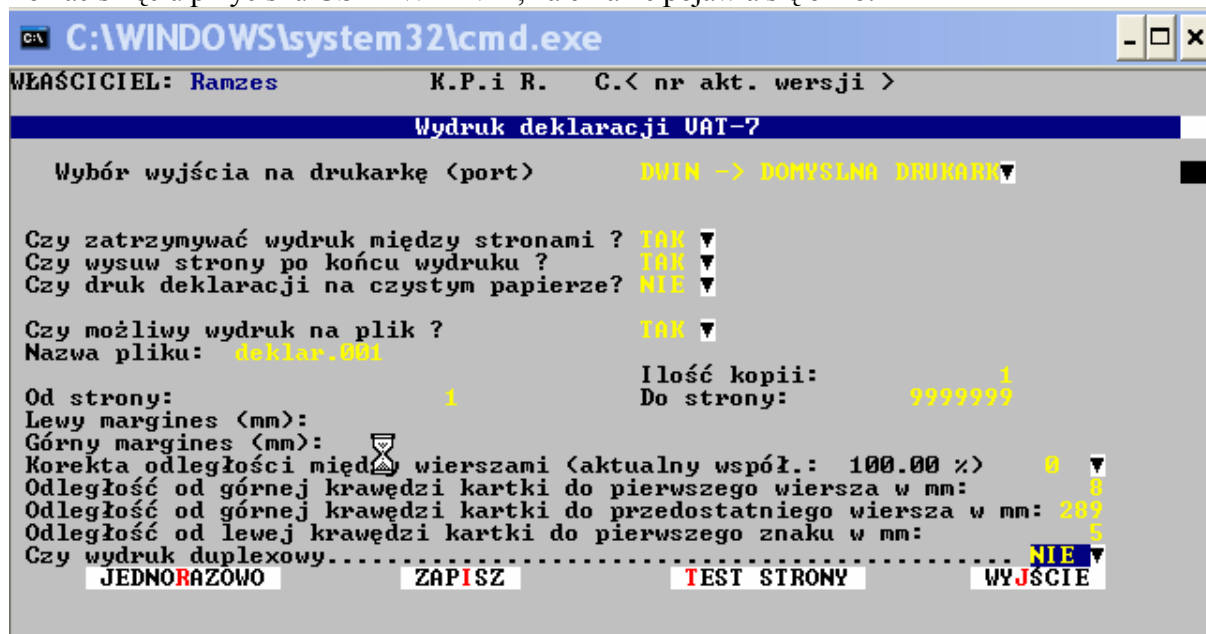 C:\WINDOWS\system32\cmd.exe
WŁAŚCICIEL: Ramzes K.P.i R. C.< nr akt. wersji >
Wydruk deklaracji VAT-7
Wybór wyjścia na drukarkę (port) DWIN -> DOMYSLNA DRUKARK
Czy zatrzymywać wydruk między stronami ? TAK
Czy wysuw strony po końcu wydruku ? TAK
Czy druk deklaracji na czystym papierze? NIE
Czy możliwy wydruk na plik ? TAK
Nazwa pliku: deklar.001
Ilość kopii: 1
Od strony: 1 Do strony: 9999999
Lewy margines (mm):
Górny margines (mm):
Korekta odległości między wierszami (aktualny współ.: 100.00 %) 0
Odległość od górnej krawędzi kartki do pierwszego wiersza w mm: 8
Odległość od górnej krawędzi kartki do przedostatniego wiersza w mm: 289
Odległość od lewej krawędzi kartki do pierwszego znaku w mm: 5
Czy wydruk duplexowy........................................ NIE
JEDNORAZOWO ZAPISZ TEST STRONY WYJŚCIE